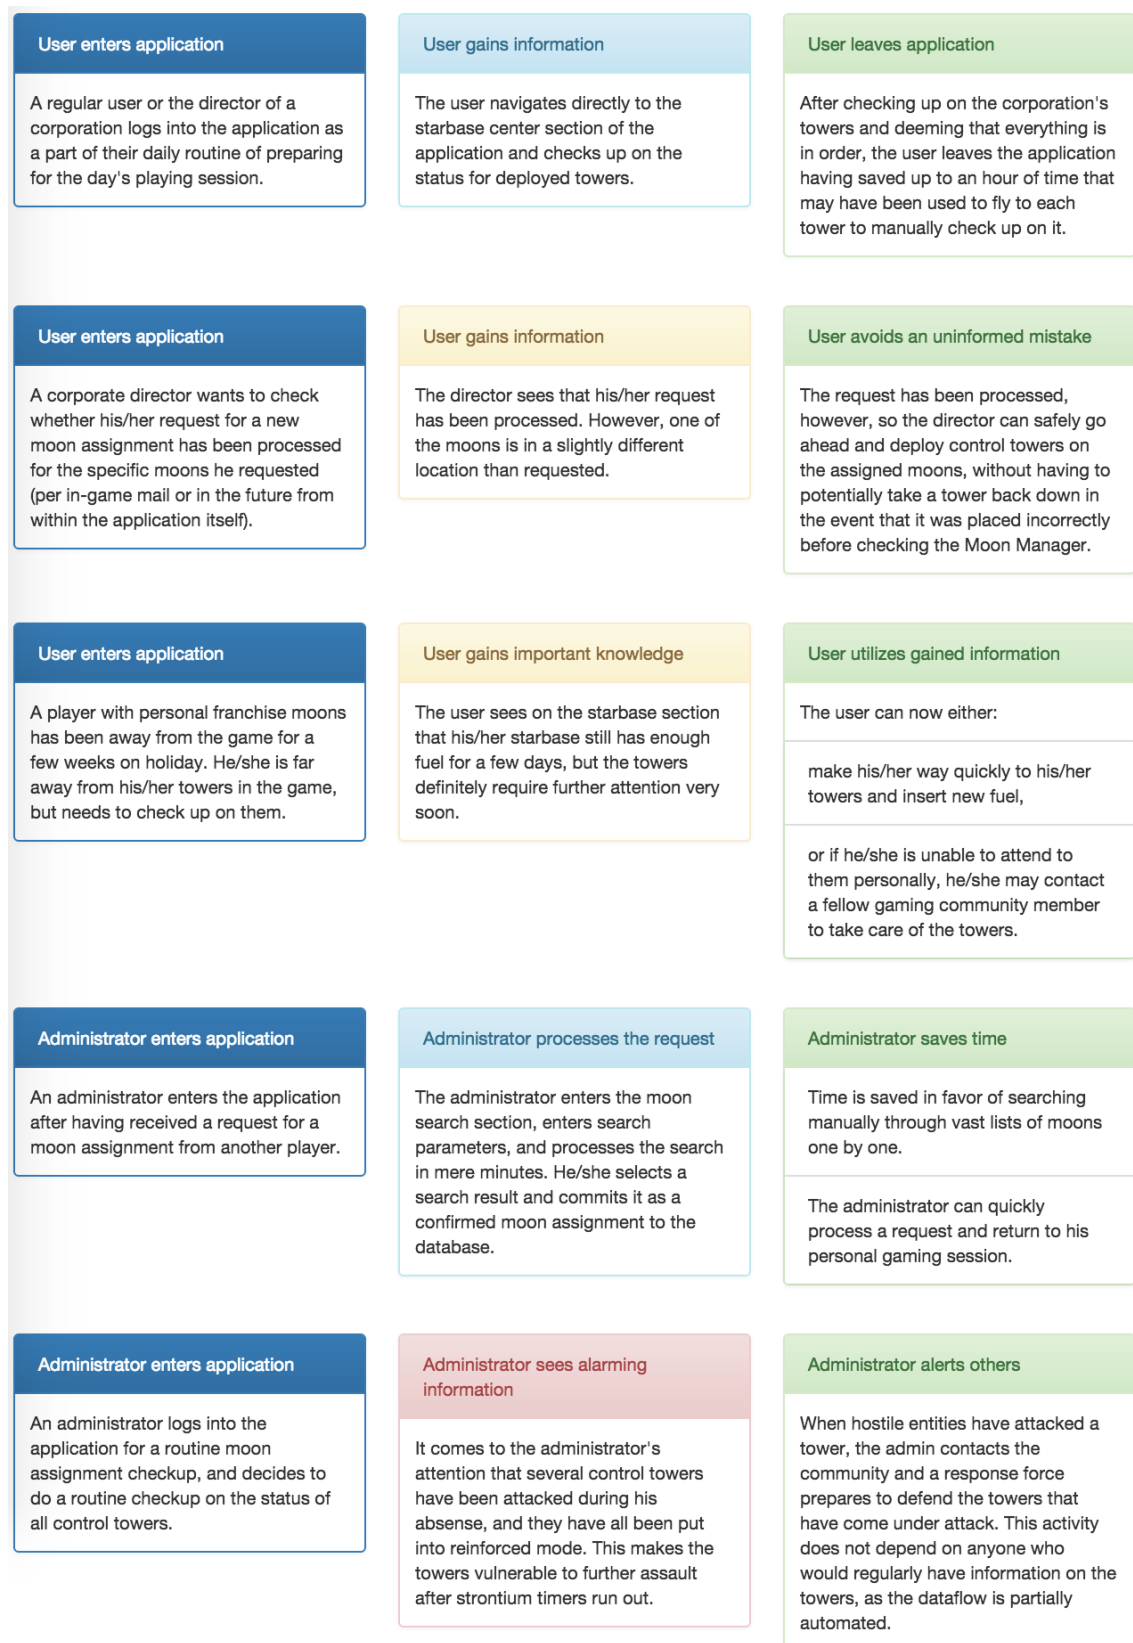 User enters application
A regular user or the director of a
corporation logs into the application as
a part of their daily routine of preparing
for the day's playing session.
User gains information
The user navigates directly to the
starbase center section of the
application and checks up on the
status for deployed towers.
User leaves application
After checking up on the corporation's
towers and deeming that everything is
in order, the user leaves the application
having saved up to an hour of time that
may have been used to fly to each
tower to manually check up on it.
User enters application
A corporate director wants to check
whether his/her request for a new
moon assignment has been processed
for the specific moons he requested
(per in-game mail or in the future from
within the application itself).
User gains information
The director sees that his/her request
has been processed. However, one of
the moons is in a slightly different
location than requested.
User avoids an uninformed mistake
The request has been processed,
however, so the director can safely go
ahead and deploy control towers on
the assigned moons, without having to
potentially take a tower back down in
the event that it was placed incorrectly
before checking the Moon Manager.
User enters application
A player with personal franchise moons
has been away from the game for a
few weeks on holiday. He/she is far
away from his/her towers in the game,
but needs to check up on them.
User gains important knowledge
The user sees on the starbase section
that his/her starbase still has enough
fuel for a few days, but the towers
definitely require further attention very
soon.
User utilizes gained information
The user can now either:
make his/her way quickly to his/her
towers and insert new fuel,
or if he/she is unable to attend to
them personally, he/she may contact
a fellow gaming community member
to take care of the towers.
Administrator enters application
An administrator enters the application
after having received a request for a
moon assignment from another player.
Administrator processes the request
The administrator enters the moon
search section, enters search
parameters, and processes the search
in mere minutes. He/she selects a
search result and commits it as a
confirmed moon assignment to the
database.
Administrator saves time
Time is saved in favor of searching
manually through vast lists of moons
one by one.
The administrator can quickly
process a request and return to his
personal gaming session.
Administrator enters application
An administrator logs into the
application for a routine moon
assignment checkup, and decides to
do a routine checkup on the status of
all control towers.
Administrator sees alarming
information
It comes to the administrator's
attention that several control towers
have been attacked during his
absense, and they have all been put
into reinforced mode. This makes the
towers vulnerable to further assault
after strontium timers run out.
Administrator alerts others
When hostile entities have attacked a
tower, the admin contacts the
community and a response force
prepares to defend the towers that
have come under attack. This activity
does not depend on anyone who
would regularly have information on the
towers, as the dataflow is partially
automated.